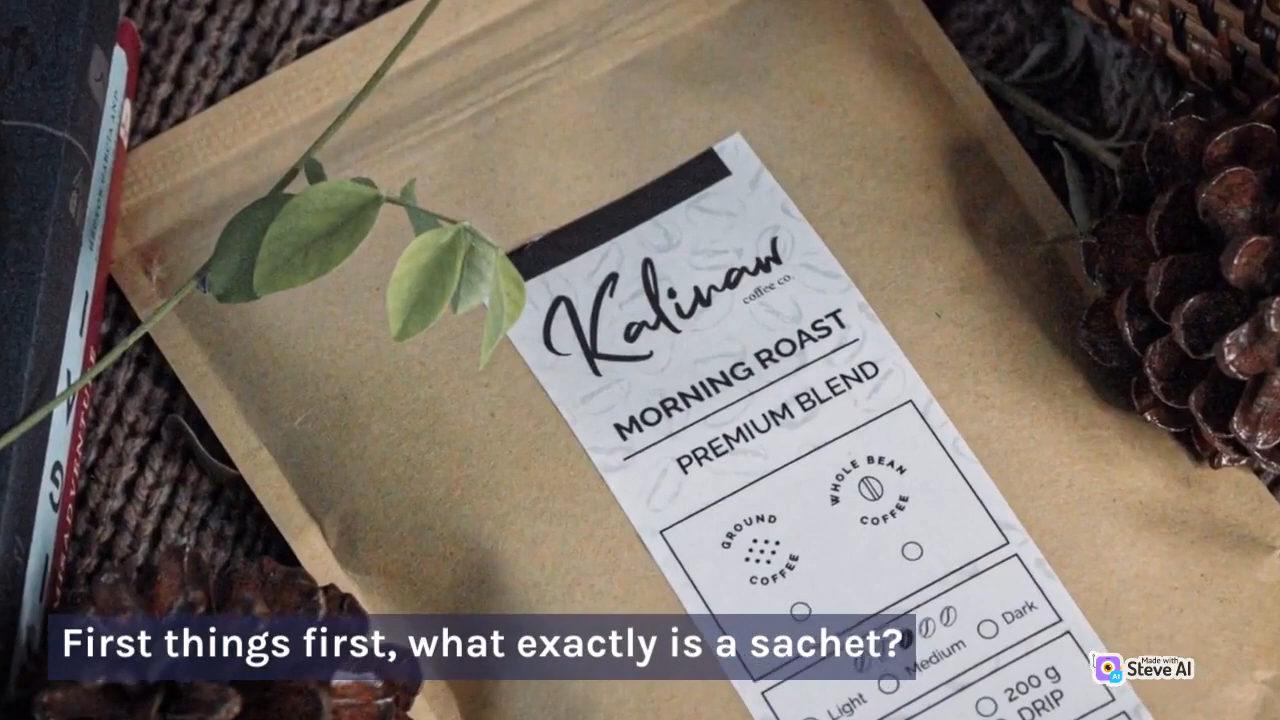 Kalinaw
coffee co.
MORNING ROAST
PREMIUM BLEND
GROUND
COFFEE
WHOLE BEAN
COFFEE
Light
Medium
Dark
200 g
DRIP
First things first, what exactly is a sachet?
Made with
Steve AI
AI